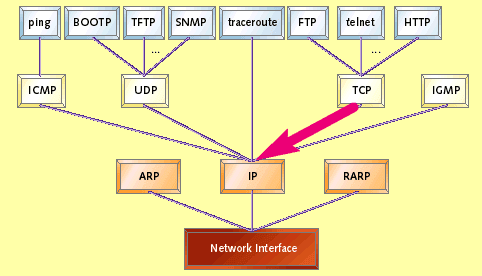 ping BOOTP TFTP SNMP traceroute FTP telnet HTTP
... ...
ICMP UDP TCP IGMP
ARP IP RARP
Network Interface